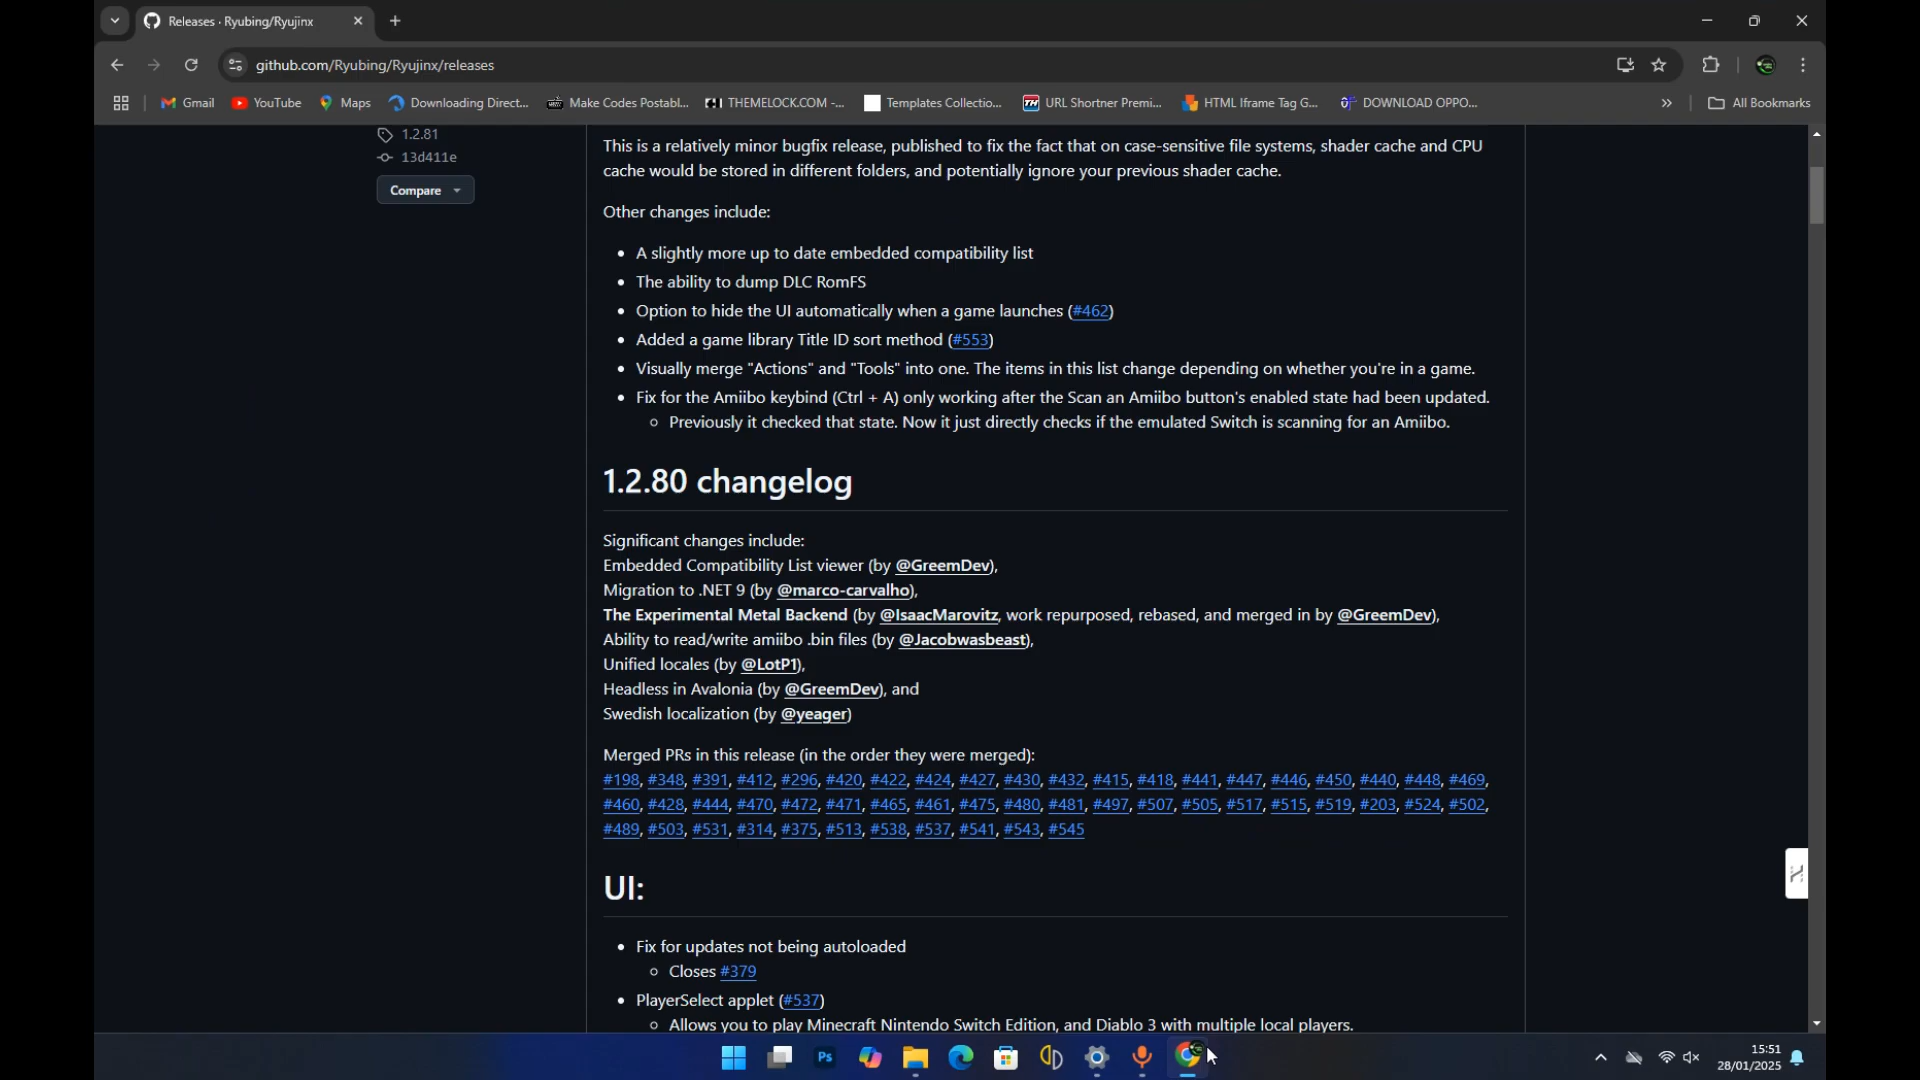 Releases · Ryubing/Ryujinx
github.com/Ryubing/Ryujinx/releases
Gmail YouTube Maps Downloading Direct... Make Codes Postabl... THEMELOCK.COM -... Templates Collectio... URL Shortner Premi... HTML Iframe Tag G... DOWNLOAD OPPO... » All Bookmarks
1.2.81
13d411e
Compare
This is a relatively minor bugfix release, published to fix the fact that on case-sensitive file systems, shader cache and CPU
cache would be stored in different folders, and potentially ignore your previous shader cache.
Other changes include:
• A slightly more up to date embedded compatibility list
• The ability to dump DLC RomFS
• Option to hide the UI automatically when a game launches (#462)
• Added a game library Title ID sort method (#553)
• Visually merge "Actions" and "Tools" into one. The items in this list change depending on whether you're in a game.
• Fix for the Amiibo keybind (Ctrl + A) only working after the Scan an Amiibo button's enabled state had been updated.
○ Previously it checked that state. Now it just directly checks if the emulated Switch is scanning for an Amiibo.
1.2.80 changelog
Significant changes include:
Embedded Compatibility List viewer (by @GreemDev),
Migration to .NET 9 (by @marco-carvalho),
The Experimental Metal Backend (by @IsaacMarovitz, work repurposed, rebased, and merged in by @GreemDev),
Ability to read/write amiibo .bin files (by @Jacobwasbeast),
Unified locales (by @LotP1),
Headless in Avalonia (by @GreemDev), and
Swedish localization (by @yeager)
Merged PRs in this release (in the order they were merged):
#198, #348, #391, #412, #296, #420, #422, #424, #427, #430, #432, #415, #418, #441, #447, #446, #450, #440, #448, #469,
#460, #428, #444, #470, #472, #471, #465, #461, #475, #480, #481, #497, #507, #505, #517, #515, #519, #203, #524, #502,
#489, #503, #531, #314, #375, #513, #538, #537, #541, #543, #545
UI:
• Fix for updates not being autoloaded
○ Closes #379
• PlayerSelect applet (#537)
○ Allows you to play Minecraft Nintendo Switch Edition, and Diablo 3 with multiple local players.
Ps
15:51
28/01/2025